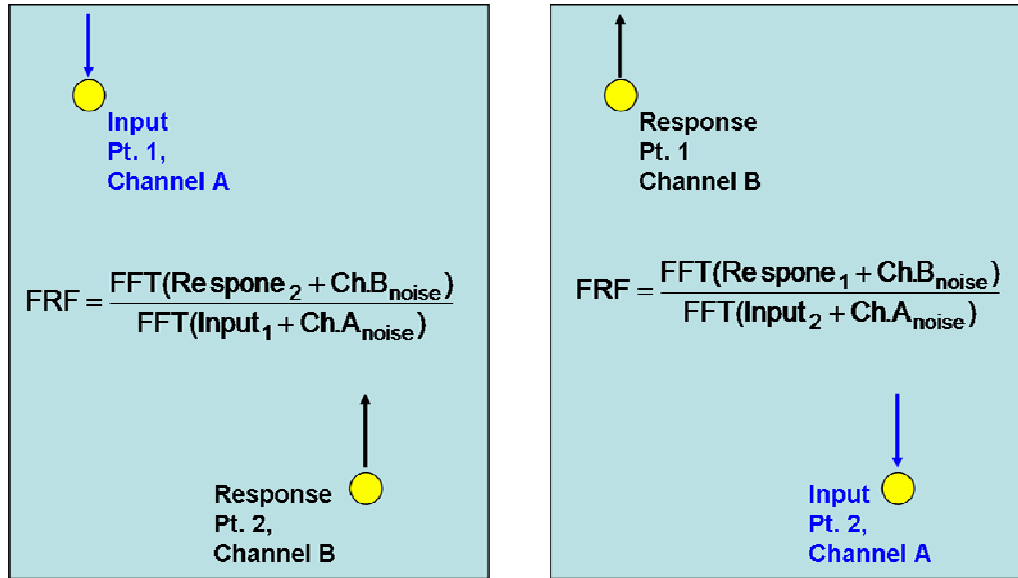 Input
Pt. 1,
Channel A
FRF = FFT(Re spone₂ + Ch.B_noise) / FFT(Input₁ + Ch.A_noise)
Response
Pt. 2,
Channel B
Response
Pt. 1
Channel B
FRF = FFT(Re spone₁ + Ch.B_noise) / FFT(Input₂ + Ch.A_noise)
Input
Pt. 2,
Channel A